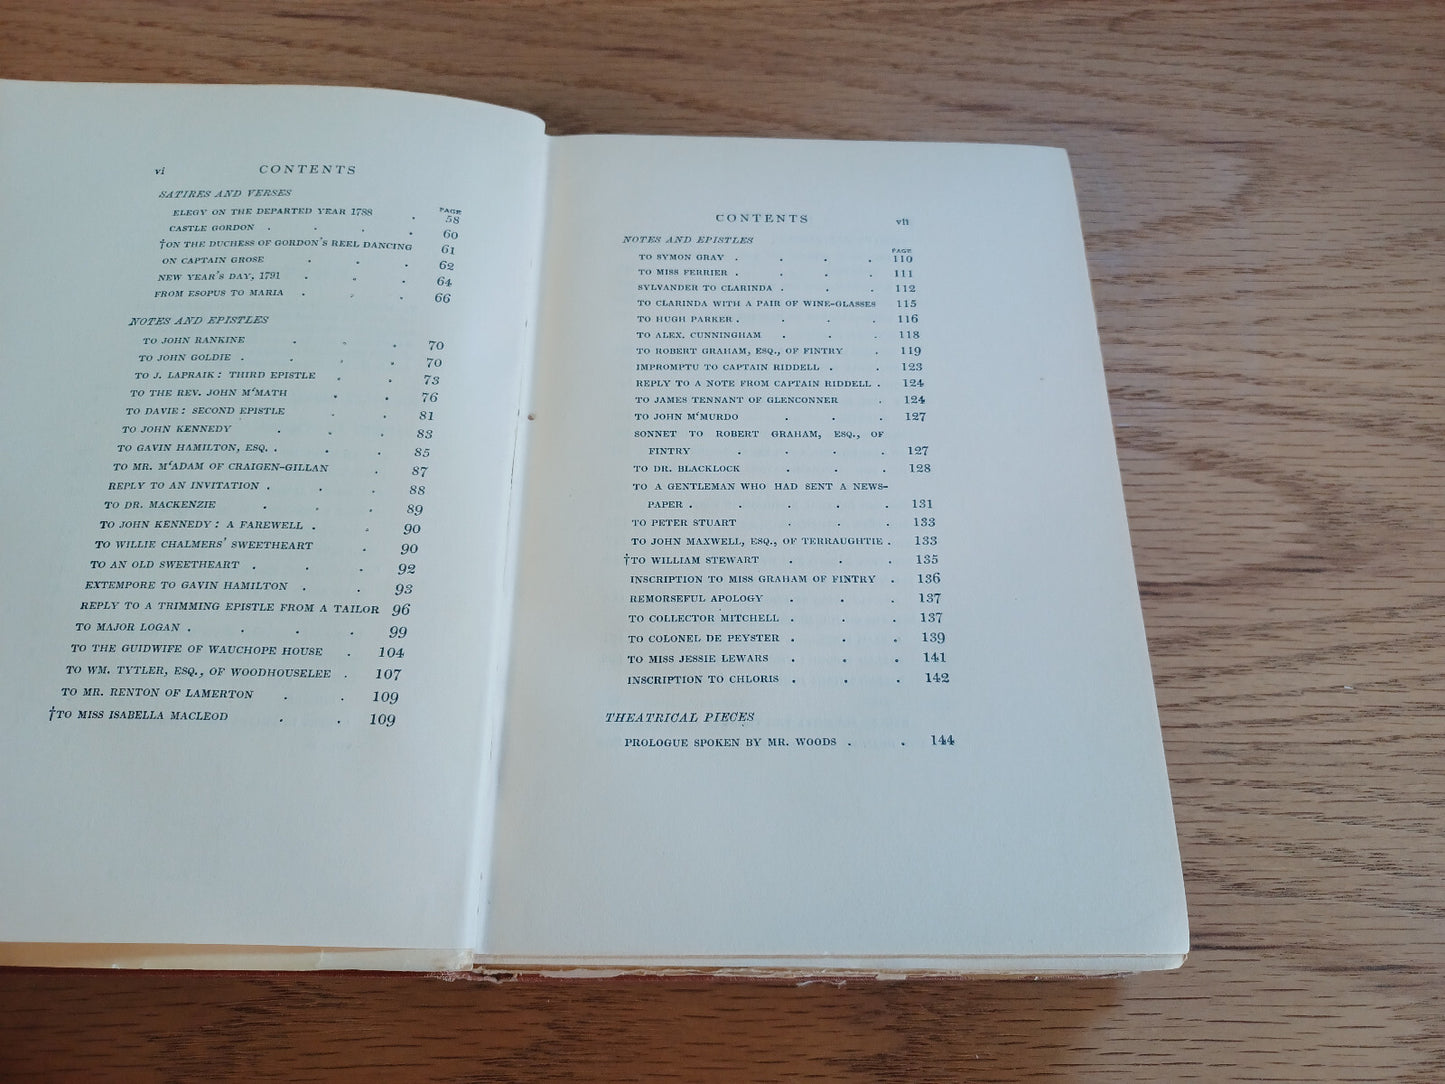 vi CONTENTS
SATIRES AND VERSES
PAGE
ELEGY ON THE DEPARTED YEAR 1788 . 58
CASTLE GORDON . . . . 60
†ON THE DUCHESS OF GORDON'S REEL DANCING 61
ON CAPTAIN GROSE . . . 62
NEW YEAR'S DAY, 1791 . . . 64
FROM ESOPUS TO MARIA . . . 66
NOTES AND EPISTLES
TO JOHN RANKINE . . . 70
TO JOHN GOLDIE . . . . 70
TO J. LAPRAIK : THIRD EPISTLE . . 73
TO THE REV. JOHN M‘MATH . . 76
TO DAVIE : SECOND EPISTLE . . 81
TO JOHN KENNEDY . . . 83
TO GAVIN HAMILTON, ESQ. . . . 85
TO MR. M‘ADAM OF CRAIGEN-GILLAN . 87
REPLY TO AN INVITATION . . . 88
TO DR. MACKENZIE . . . 89
TO JOHN KENNEDY : A FAREWELL . . 90
TO WILLIE CHALMERS' SWEETHEART . 90
TO AN OLD SWEETHEART . . . 92
EXTEMPORE TO GAVIN HAMILTON . . 93
REPLY TO A TRIMMING EPISTLE FROM A TAILOR 96
TO MAJOR LOGAN . . . . 99
TO THE GUIDWIFE OF WAUCHOPE HOUSE . 104
TO WM. TYTLER, ESQ., OF WOODHOUSELEE . 107
TO MR. RENTON OF LAMERTON . . 109
†TO MISS ISABELLA MACLEOD . . 109
CONTENTS vii
NOTES AND EPISTLES
PAGE
TO SYMON GRAY . . . . 110
TO MISS FERRIER . . . . 111
SYLVANDER TO CLARINDA . . . 112
TO CLARINDA WITH A PAIR OF WINE-GLASSES 115
TO HUGH PARKER . . . . 116
TO ALEX. CUNNINGHAM . . . 118
TO ROBERT GRAHAM, ESQ., OF FINTRY . 119
IMPROMPTU TO CAPTAIN RIDDELL . . 123
REPLY TO A NOTE FROM CAPTAIN RIDDELL . 124
TO JAMES TENNANT OF GLENCONNER . 124
TO JOHN M‘MURDO . . . 127
SONNET TO ROBERT GRAHAM, ESQ., OF
FINTRY . . . . 127
TO DR. BLACKLOCK . . . 128
TO A GENTLEMAN WHO HAD SENT A NEWS-
PAPER . . . . . 131
TO PETER STUART . . . 133
TO JOHN MAXWELL, ESQ., OF TERRAUGHTIE . 133
†TO WILLIAM STEWART . . . 135
INSCRIPTION TO MISS GRAHAM OF FINTRY . 136
REMORSEFUL APOLOGY . . . 137
TO COLLECTOR MITCHELL . . . 137
TO COLONEL DE PEYSTER . . . 139
TO MISS JESSIE LEWARS . . . 141
INSCRIPTION TO CHLORIS . . . 142
THEATRICAL PIECES
PROLOGUE SPOKEN BY MR. WOODS . . 144